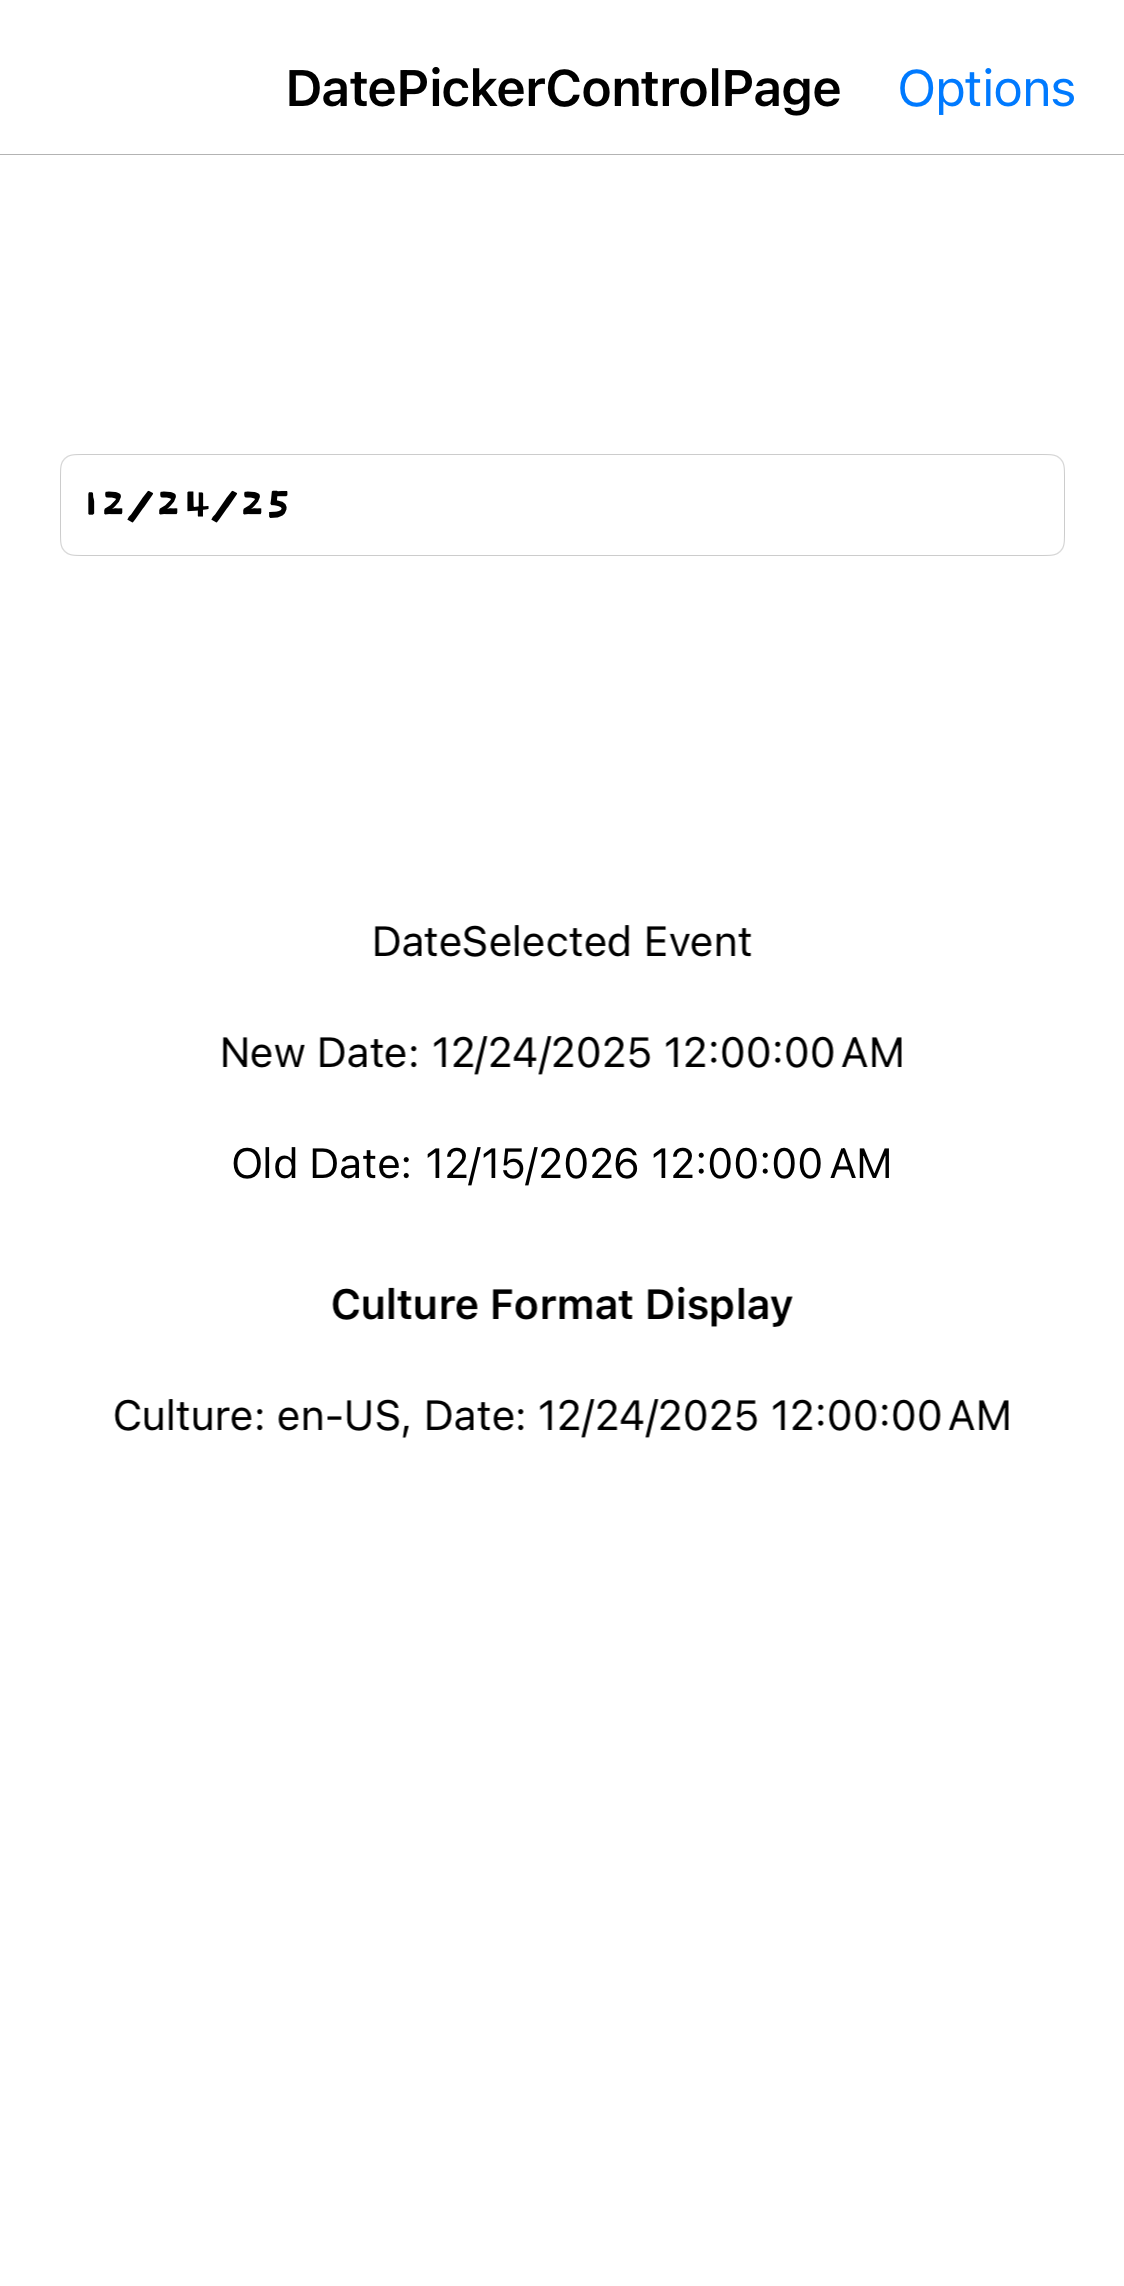 DatePickerControlPage Options
12/24/25
DateSelected Event
New Date: 12/24/2025 12:00:00 AM
Old Date: 12/15/2026 12:00:00 AM
Culture Format Display
Culture: en-US, Date: 12/24/2025 12:00:00 AM